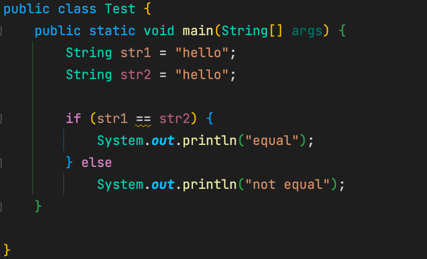 public class Test {
    public static void main(String[] args) {
        String str1 = "hello";
        String str2 = "hello";

        if (str1 == str2) {
            System.out.println("equal");
        } else
            System.out.println("not equal");
    }

}